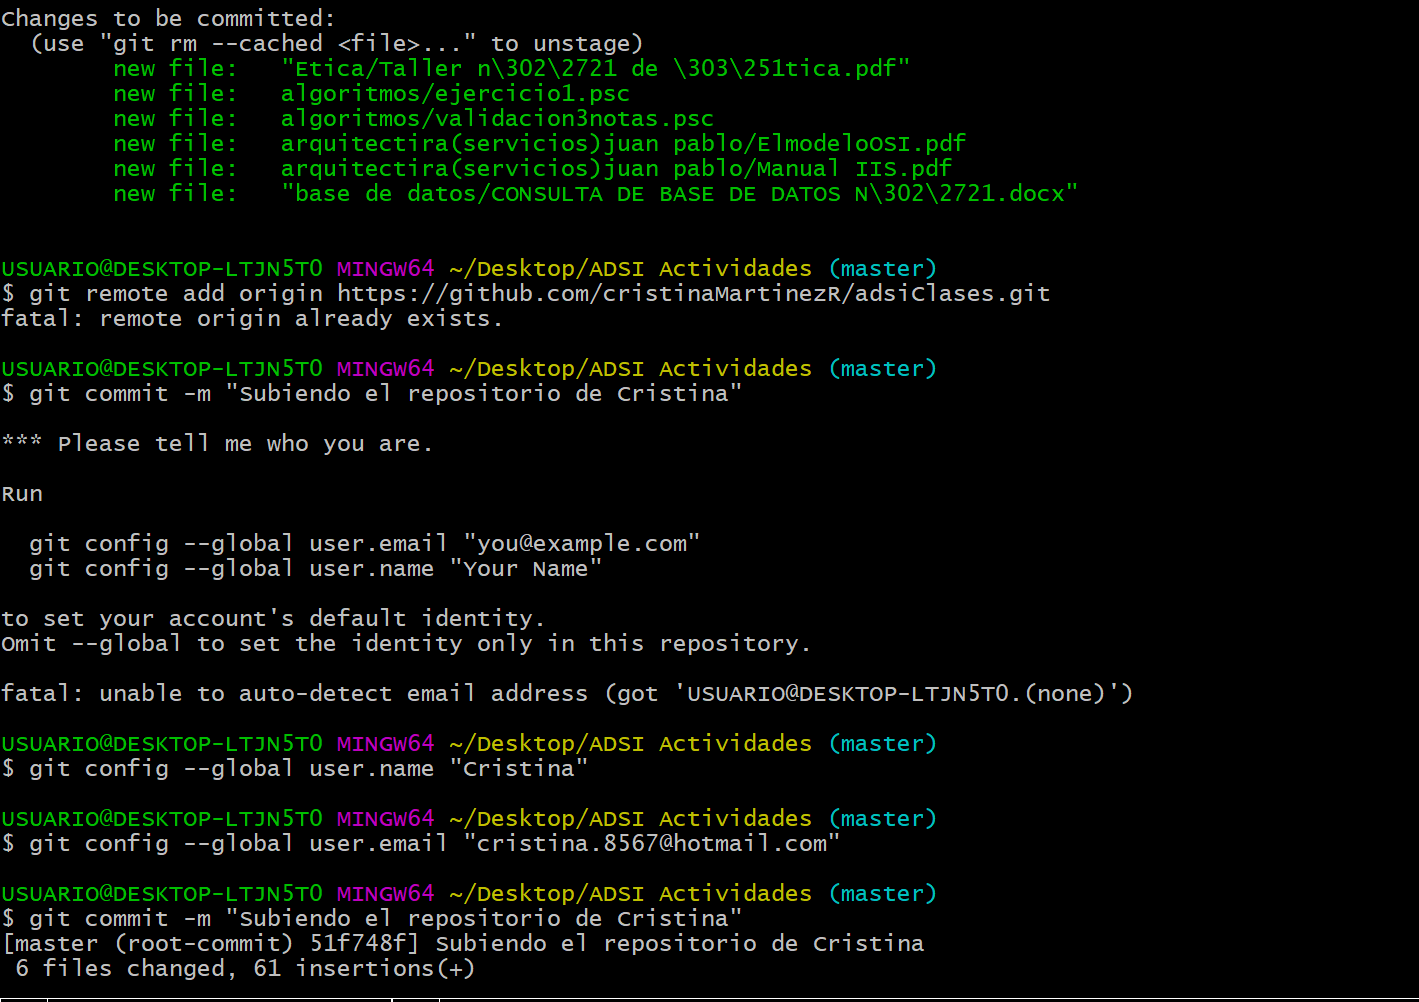 Changes to be committed:
  (use "git rm --cached <file>..." to unstage)
        new file:   "Etica/Taller n\302\2721 de \303\251tica.pdf"
        new file:   algoritmos/ejercicio1.psc
        new file:   algoritmos/validacion3notas.psc
        new file:   arquitectira(servicios)juan pablo/ElmodeloOSI.pdf
        new file:   arquitectira(servicios)juan pablo/Manual IIS.pdf
        new file:   "base de datos/CONSULTA DE BASE DE DATOS N\302\2721.docx"
USUARIO@DESKTOP-LTJN5T0 MINGW64 ~/Desktop/ADSI Actividades (master)
$ git remote add origin https://github.com/cristinaMartinezR/adsiClases.git
fatal: remote origin already exists.
USUARIO@DESKTOP-LTJN5T0 MINGW64 ~/Desktop/ADSI Actividades (master)
$ git commit -m "Subiendo el repositorio de Cristina"
*** Please tell me who you are.
Run
  git config --global user.email "you@example.com"
  git config --global user.name "Your Name"
to set your account's default identity.
Omit --global to set the identity only in this repository.
fatal: unable to auto-detect email address (got 'USUARIO@DESKTOP-LTJN5T0.(none)')
USUARIO@DESKTOP-LTJN5T0 MINGW64 ~/Desktop/ADSI Actividades (master)
$ git config --global user.name "Cristina"
USUARIO@DESKTOP-LTJN5T0 MINGW64 ~/Desktop/ADSI Actividades (master)
$ git config --global user.email "cristina.8567@hotmail.com"
USUARIO@DESKTOP-LTJN5T0 MINGW64 ~/Desktop/ADSI Actividades (master)
$ git commit -m "Subiendo el repositorio de Cristina"
[master (root-commit) 51f748f] Subiendo el repositorio de Cristina
 6 files changed, 61 insertions(+)